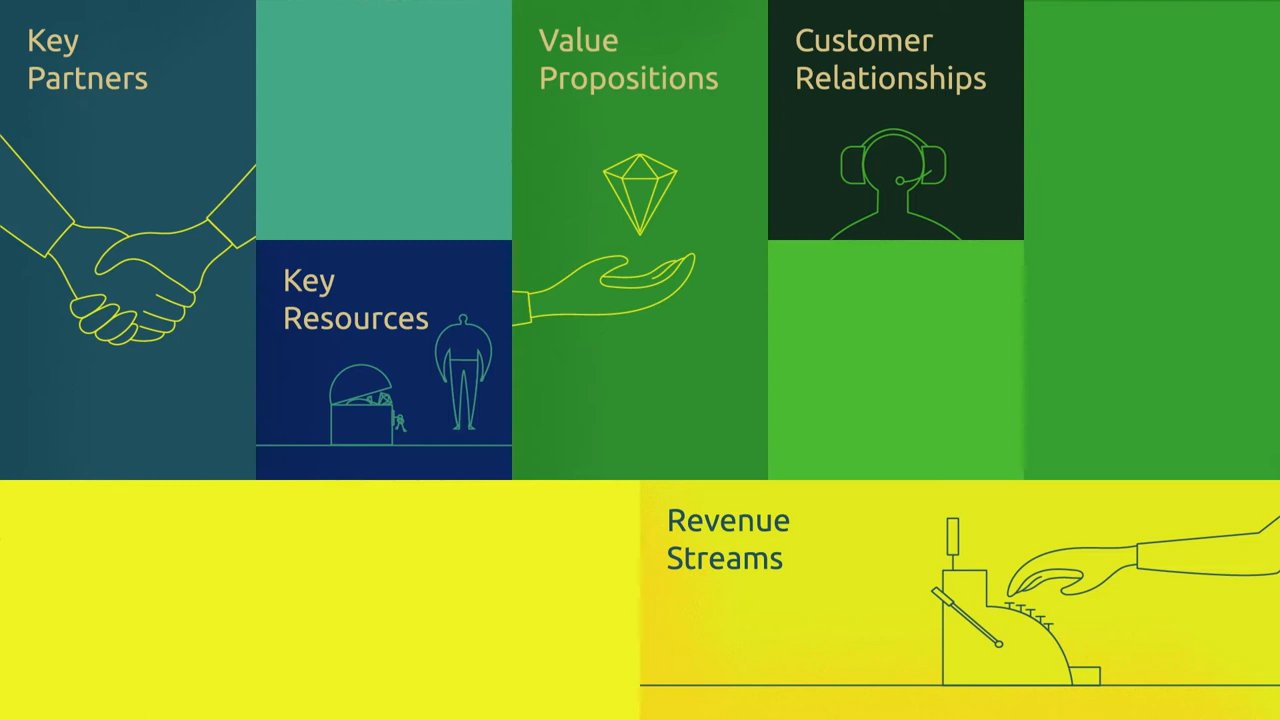 Key
Partners
Value
Propositions
Customer
Relationships
Key
Resources
Revenue
Streams